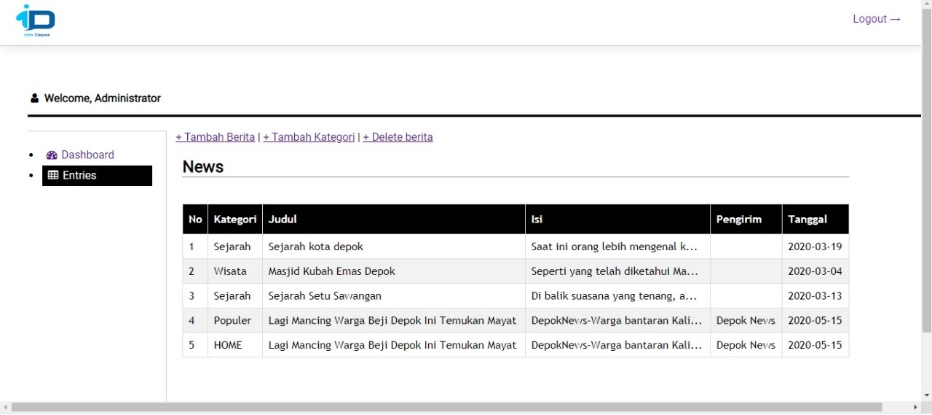 iD
Info Depok
Logout →
Welcome, Administrator
+ Tambah Berita | + Tambah Kategori | + Delete berita
Dashboard
Entries
News
No Kategori Judul Isi Pengirim Tanggal
1 Sejarah Sejarah kota depok Saat ini orang lebih mengenal k... 2020-03-19
2 Wisata Masjid Kubah Emas Depok Seperti yang telah diketahui Ma... 2020-03-04
3 Sejarah Sejarah Setu Sawangan Di balik suasana yang tenang, a... 2020-03-13
4 Populer Lagi Mancing Warga Beji Depok Ini Temukan Mayat DepokNews-Warga bantaran Kali... Depok News 2020-05-15
5 HOME Lagi Mancing Warga Beji Depok Ini Temukan Mayat DepokNews-Warga bantaran Kali... Depok News 2020-05-15